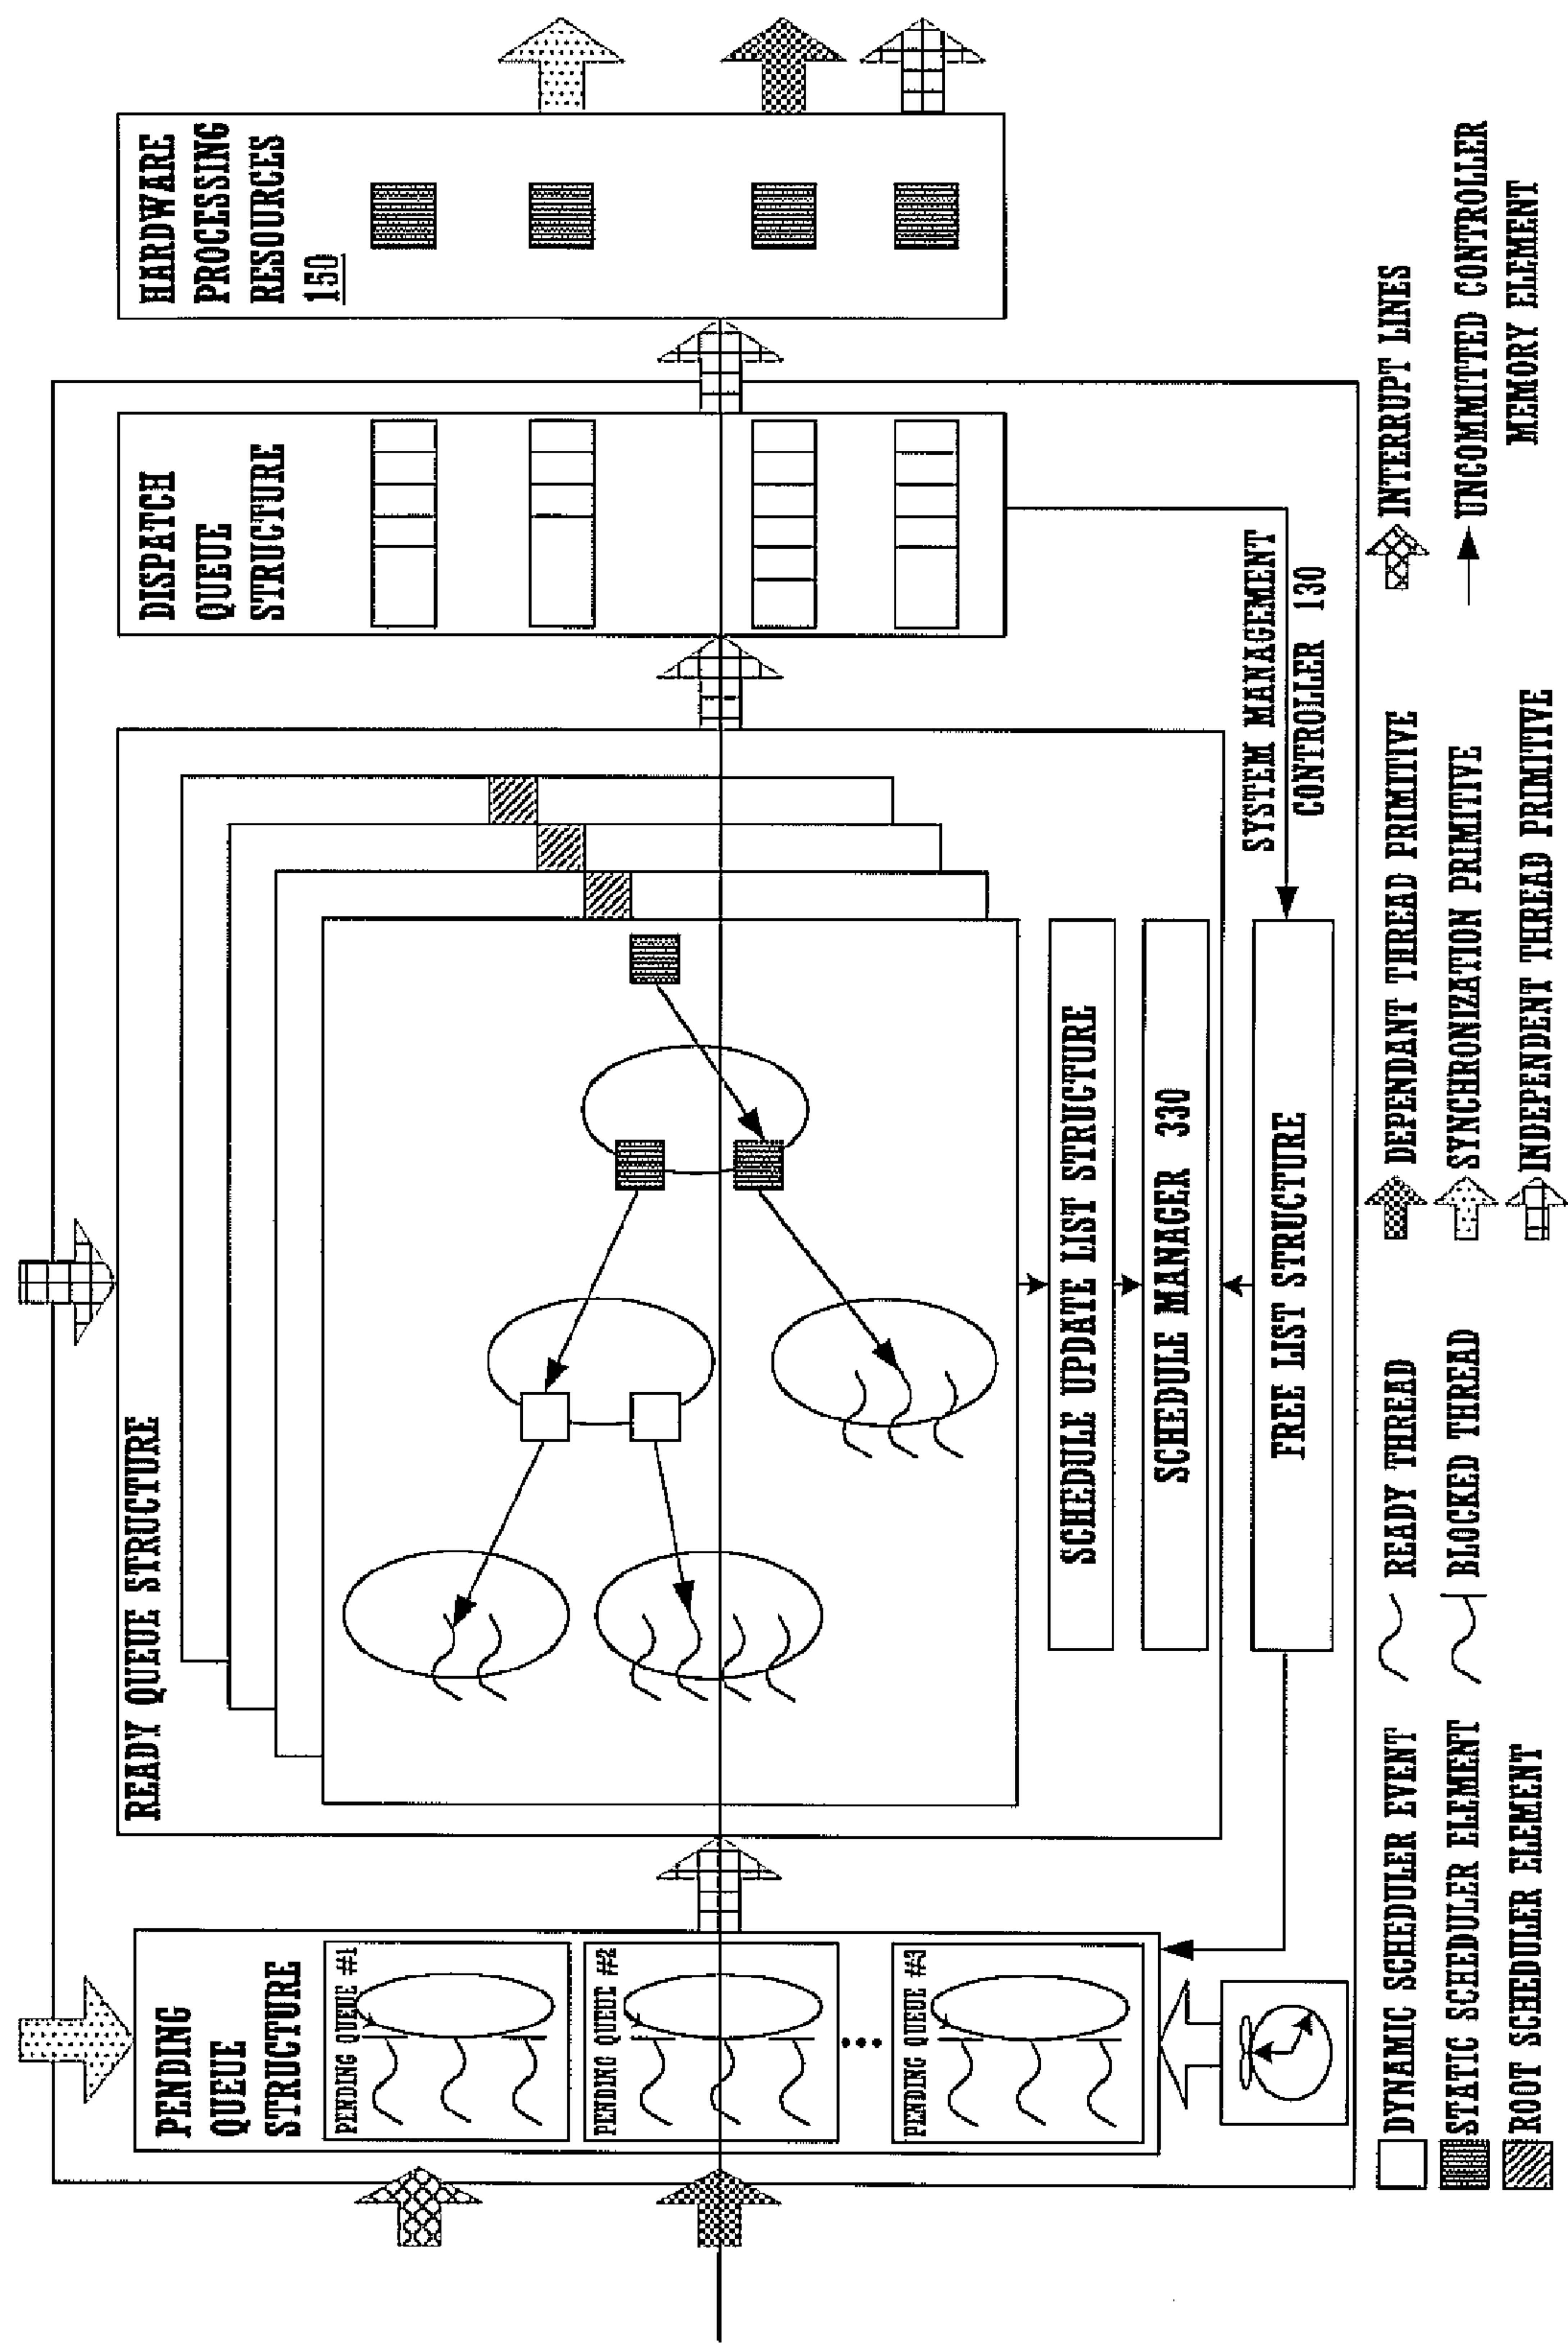 PENDING
QUEUE
STRUCTURE
PENDING QUEUE #1
PENDING QUEUE #2
PENDING QUEUE #3
READY QUEUE STRUCTURE
SCHEDULE UPDATE LIST STRUCTURE
SCHEDULE MANAGER 330
FREE LIST STRUCTURE
DISPATCH
QUEUE
STRUCTURE
SYSTEM MANAGEMENT
CONTROLLER 130
HARDWARE
PROCESSING
RESOURCES
150
DYNAMIC SCHEDULER EVENT
STATIC SCHEDULER ELEMENT
ROOT SCHEDULER ELEMENT
READY THREAD
BLOCKED THREAD
DEPENDANT THREAD PRIMITIVE
SYNCHRONIZATION PRIMITIVE
INDEPENDENT THREAD PRIMITIVE
INTERRUPT LINES
UNCOMMITTED CONTROLLER
MEMORY ELEMENT